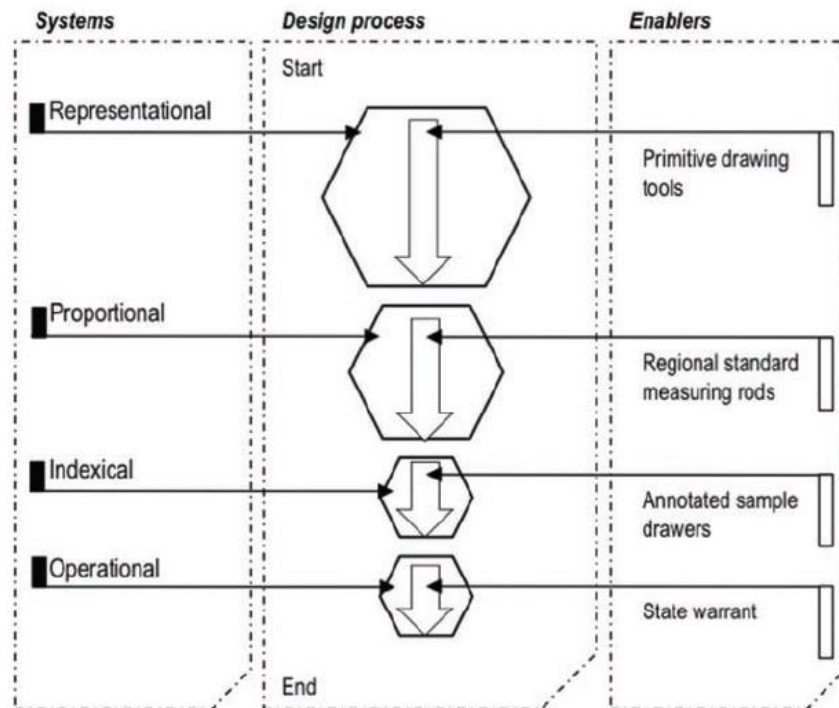 Systems
Design process
Enablers
Start
Representational
Primitive drawing
tools
Proportional
Regional standard
measuring rods
Indexical
Annotated sample
drawers
Operational
State warrant
End